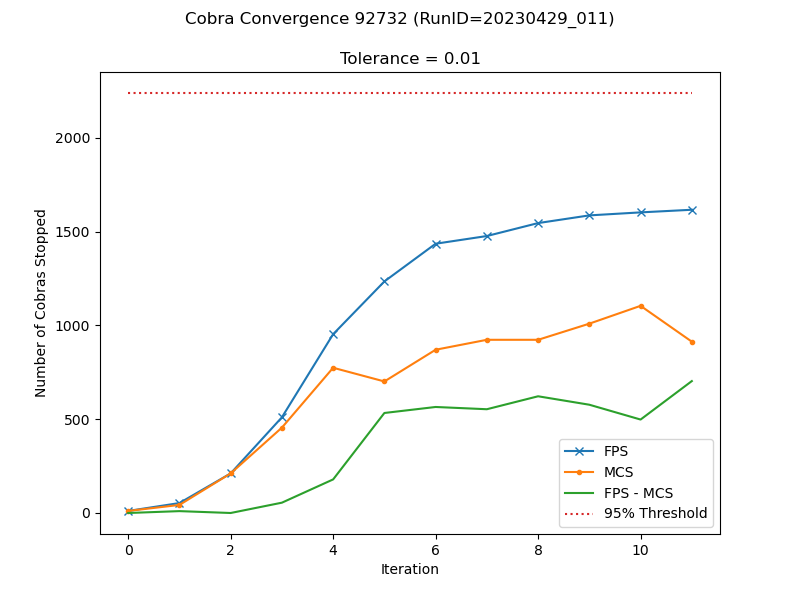 Cobra Convergence 92732 (RunID=20230429_011)
Tolerance = 0.01
Number of Cobras Stopped
2000
1500
1000
500
0
0 2 4 6 8 10
Iteration
FPS
MCS
FPS - MCS
95% Threshold